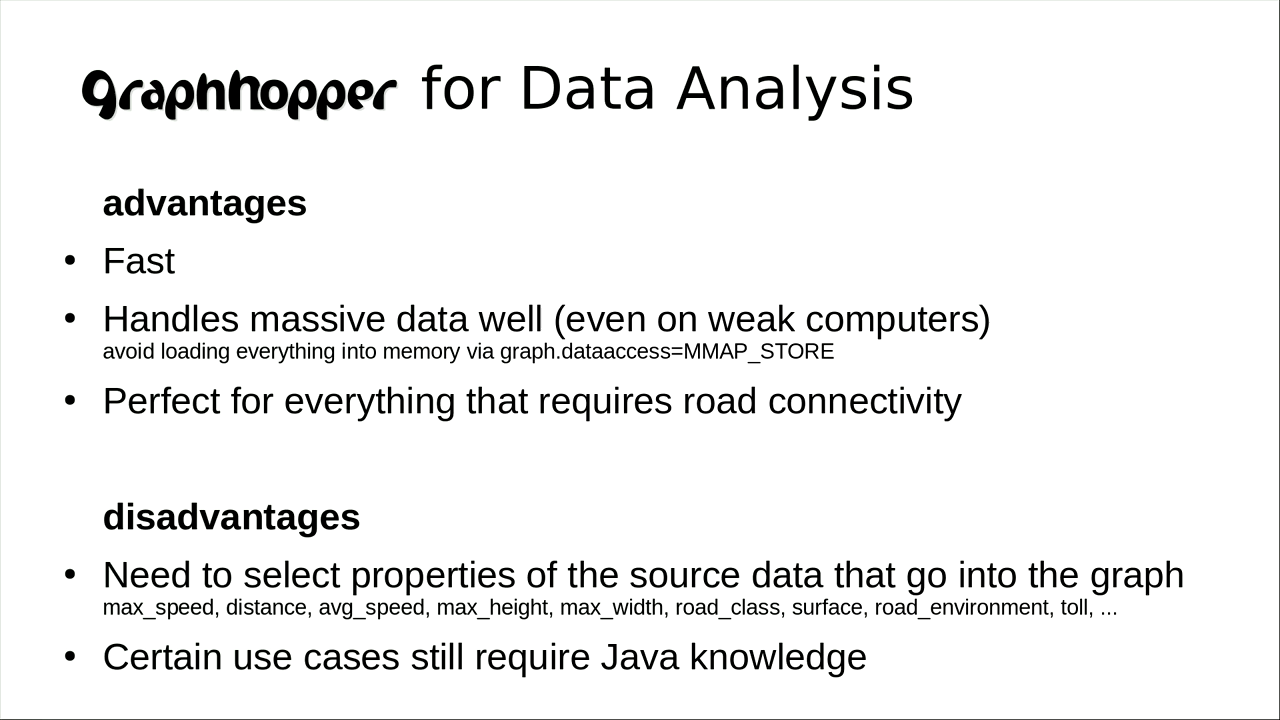 graphhopper for Data Analysis
advantages
• Fast
• Handles massive data well (even on weak computers)
avoid loading everything into memory via graph.dataaccess=MMAP_STORE
• Perfect for everything that requires road connectivity
disadvantages
• Need to select properties of the source data that go into the graph
max_speed, distance, avg_speed, max_height, max_width, road_class, surface, road_environment, toll, ...
• Certain use cases still require Java knowledge